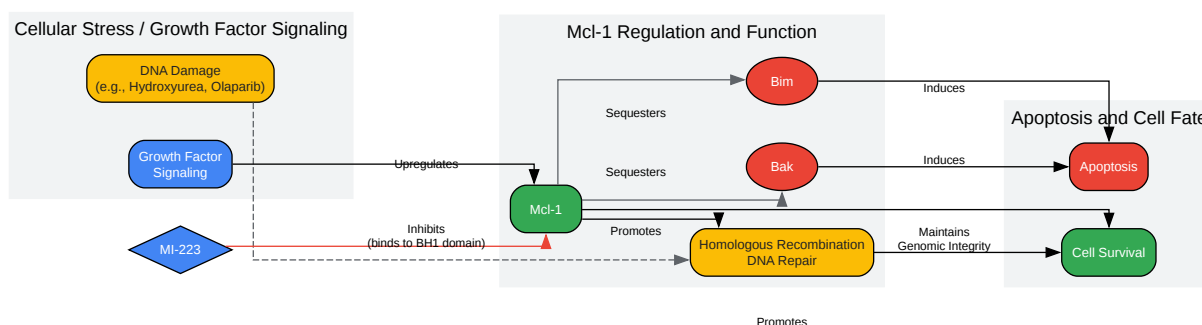 Cellular Stress / Growth Factor Signaling
DNA Damage
(e.g., Hydroxyurea, Olaparib)
Growth Factor
Signaling
MI-223
Upregulates
Inhibits
(binds to BH1 domain)
Mcl-1 Regulation and Function
Mcl-1
Sequesters
Sequesters
Promotes
Bim
Bak
Homologous Recombination
DNA Repair
Induces
Induces
Maintains
Genomic Integrity
Apoptosis and Cell Fate
Apoptosis
Cell Survival
Promotes